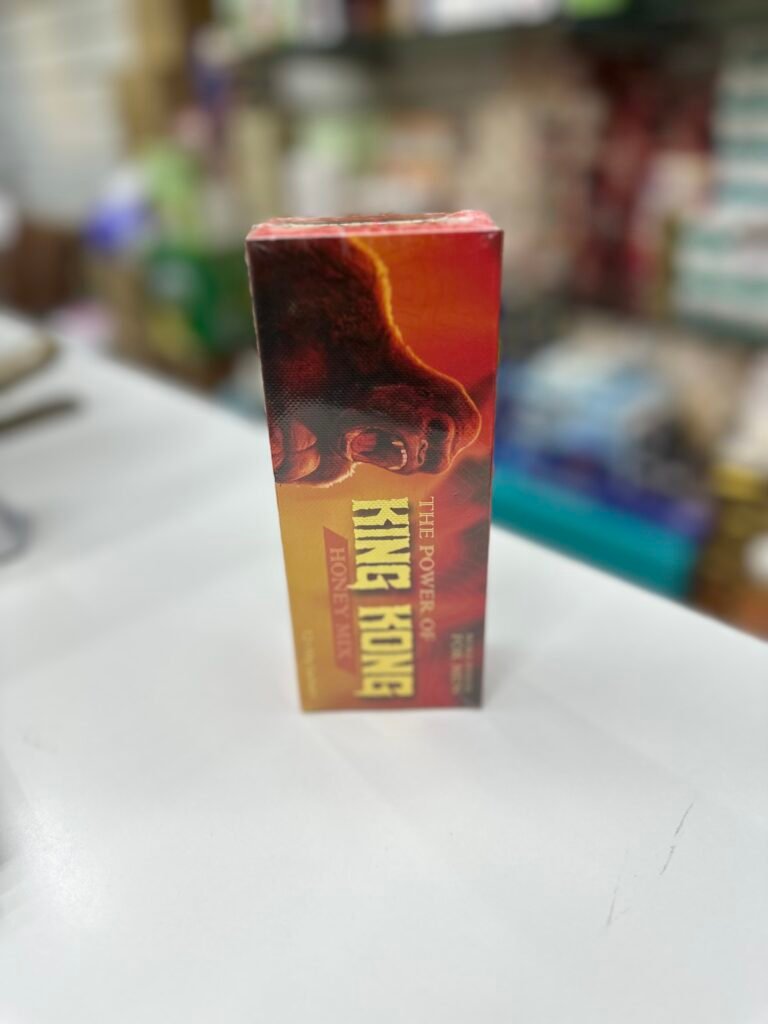 THE POWER OF
KING KONG
HONEY MIX
FOR MEN